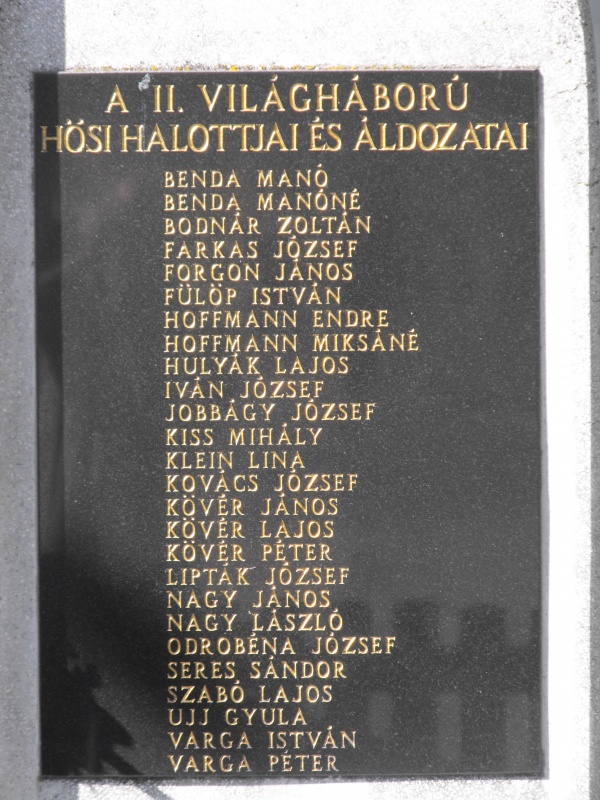 A II. VILÁGHÁBORÚ
HŐSI HALOTTJAI ÉS ÁLDOZATAI
BENDA MANÓ
BENDA MANÓNÉ
BODNÁR ZOLTÁN
FARKAS JÓZSEF
FORGON JÁNOS
FÜLÖP ISTVÁN
HOFFMANN ENDRE
HOFFMANN MIKSÁNÉ
HULYÁK LAJOS
IVÁN JÓZSEF
JOBBÁGY JÓZSEF
KISS MIHÁLY
KLEIN LINA
KOVÁCS JÓZSEF
KÖVÉR JÁNOS
KÖVÉR LAJOS
KÖVÉR PÉTER
LIPTÁK JÓZSEF
NAGY JÁNOS
NAGY LÁSZLÓ
ODROBÉNA JÓZSEF
SERES SÁNDOR
SZABÓ LAJOS
UJJ GYULA
VARGA ISTVÁN
VARGA PÉTER